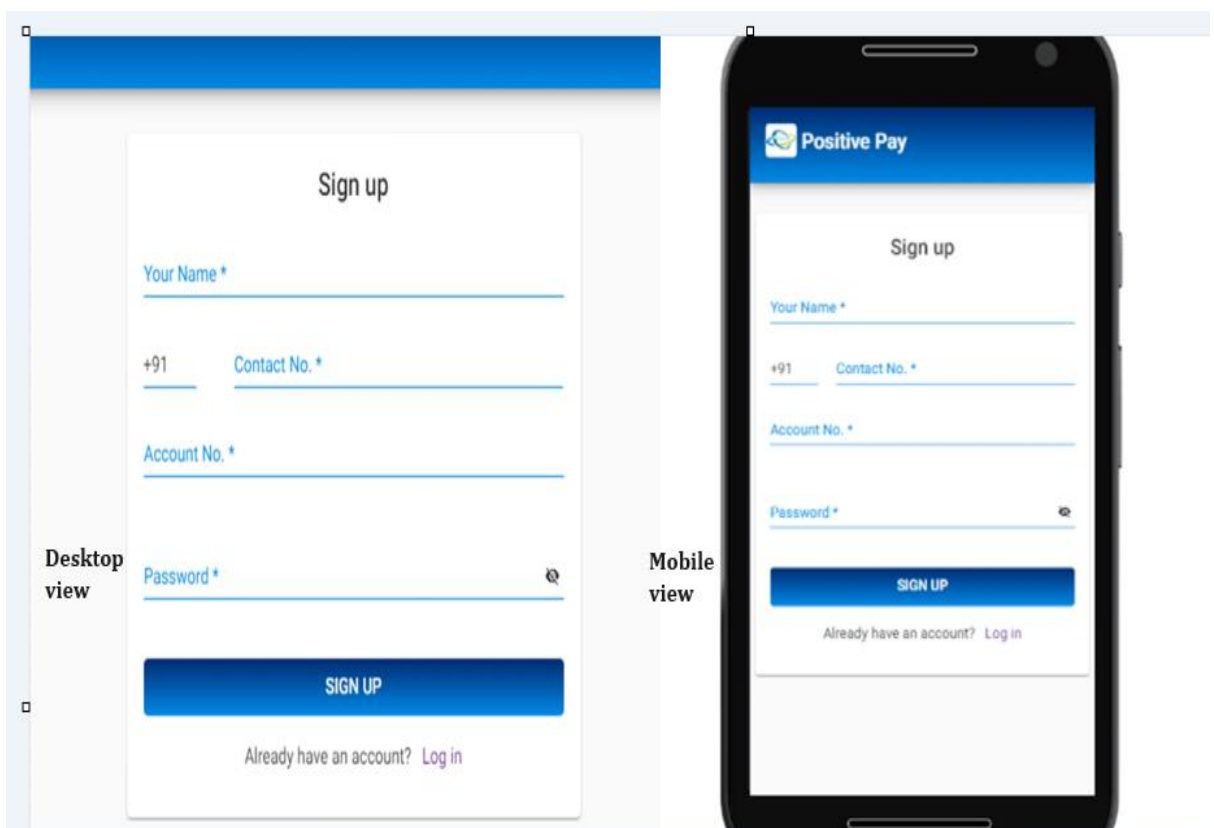 Sign up
Your Name *
+91 Contact No. *
Account No. *
Password *
SIGN UP
Already have an account? Log in
Desktop
view
Positive Pay
Sign up
Your Name *
+91 Contact No. *
Account No. *
Password *
SIGN UP
Already have an account? Log in
Mobile
view